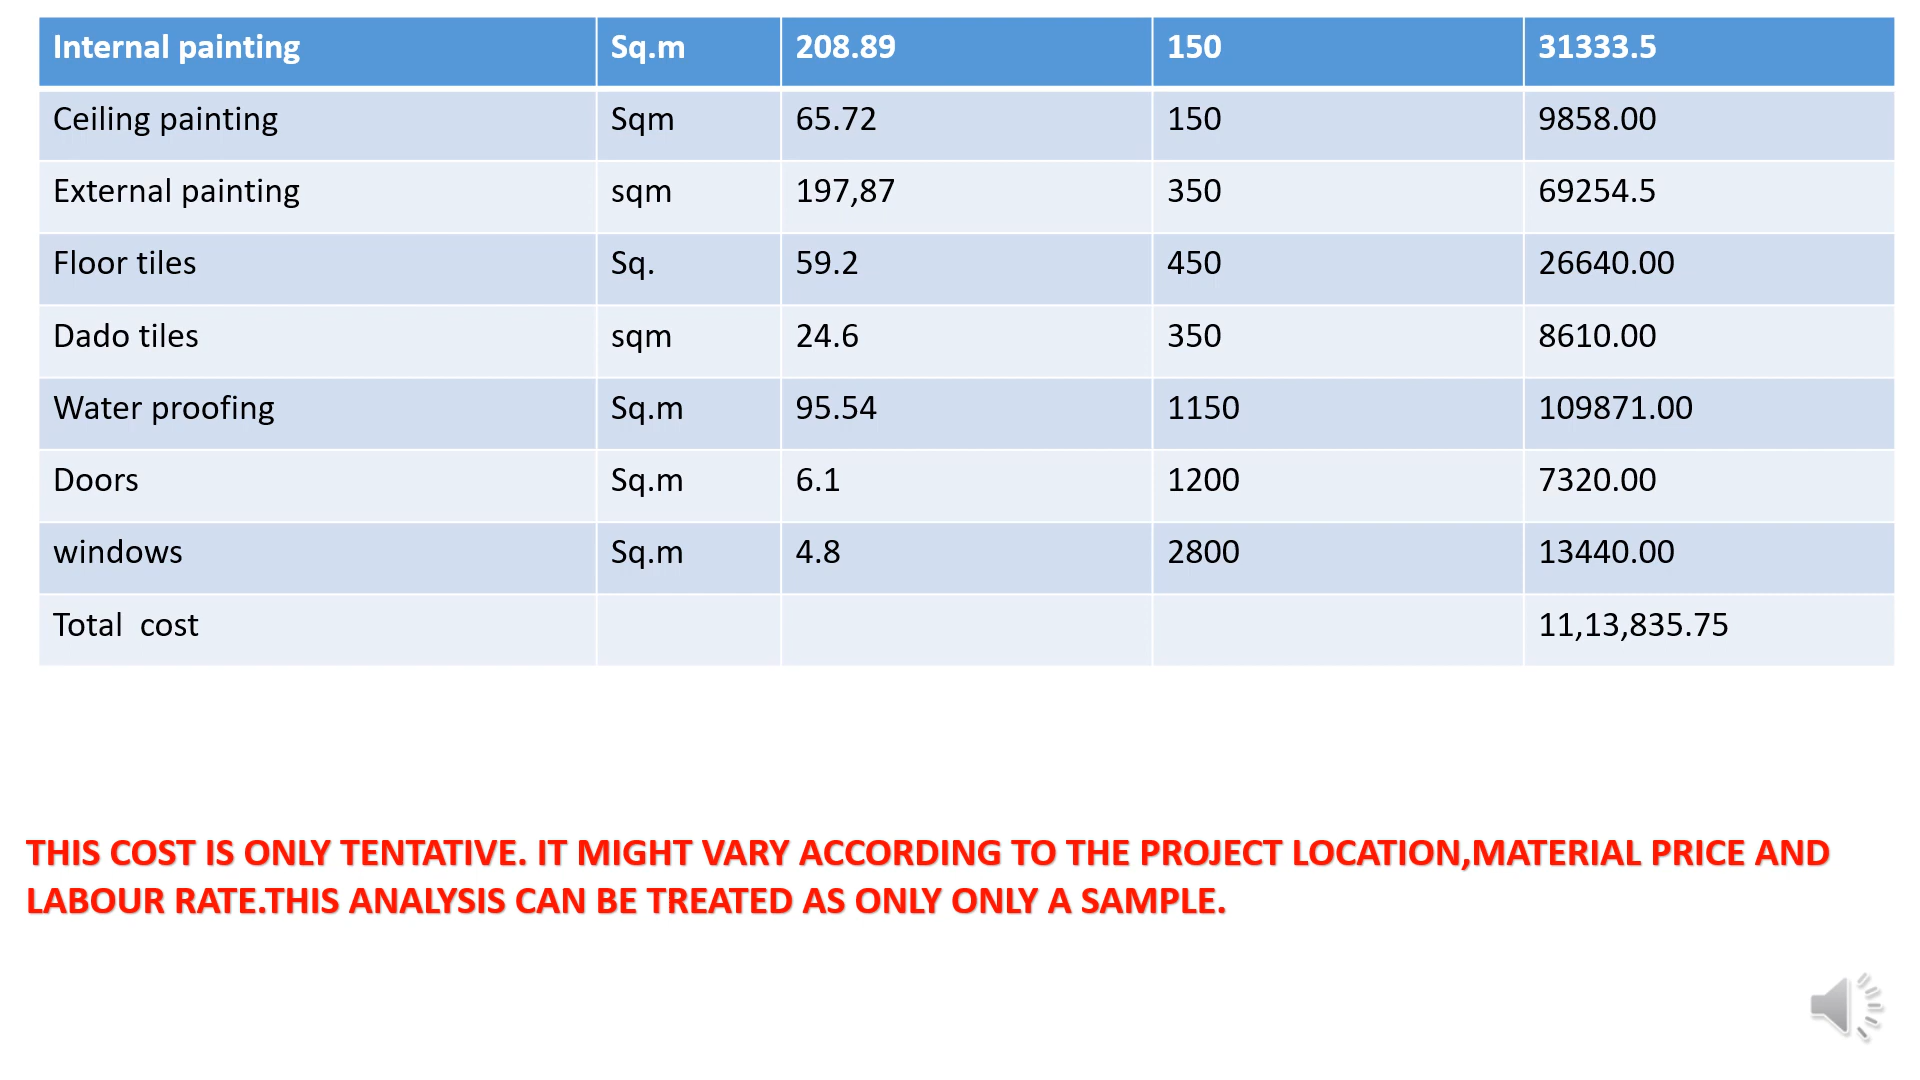 Internal painting Sq.m 208.89 150 31333.5
Ceiling painting Sqm 65.72 150 9858.00
External painting sqm 197,87 350 69254.5
Floor tiles Sq. 59.2 450 26640.00
Dado tiles sqm 24.6 350 8610.00
Water proofing Sq.m 95.54 1150 109871.00
Doors Sq.m 6.1 1200 7320.00
windows Sq.m 4.8 2800 13440.00
Total cost 11,13,835.75
THIS COST IS ONLY TENTATIVE. IT MIGHT VARY ACCORDING TO THE PROJECT LOCATION,MATERIAL PRICE AND
LABOUR RATE.THIS ANALYSIS CAN BE TREATED AS ONLY ONLY A SAMPLE.